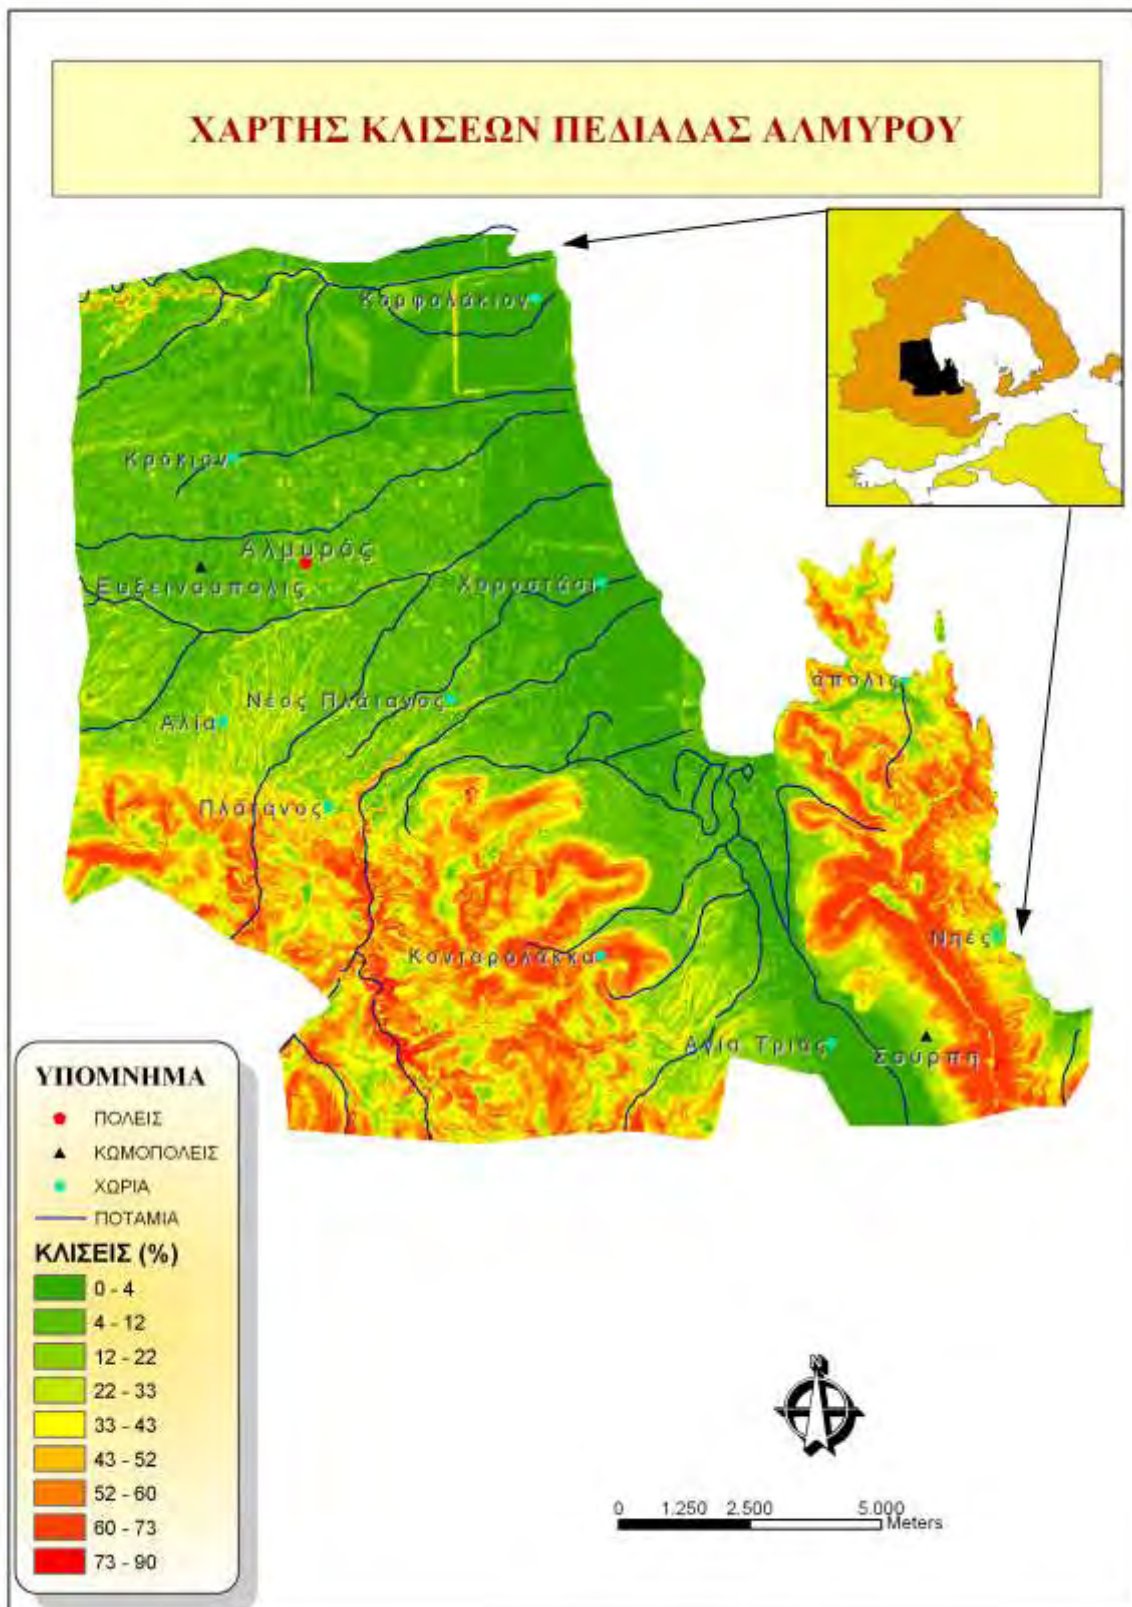 ΧΑΡΤΗΣ ΚΛΙΣΕΩΝ ΠΕΔΙΑΔΑΣ ΑΛΜΥΡΟΥ
Κρόκιον
Αλμυρός
Ευξεινούπολις
Χοροστάσι
άπολις
Νέος Πλάτανος
Αλία
Πλάτανος
Νηές
Κονταρολάκκα
Αγία Τριάς
Σούρπη
ΥΠΟΜΝΗΜΑ
ΠΟΛΕΙΣ
ΚΩΜΟΠΟΛΕΙΣ
ΧΩΡΙΑ
ΠΟΤΑΜΙΑ
ΚΛΙΣΕΙΣ (%)
0 - 4
4 - 12
12 - 22
22 - 33
33 - 43
43 - 52
52 - 60
60 - 73
73 - 90
N
0 1.250 2.500 5.000
Meters